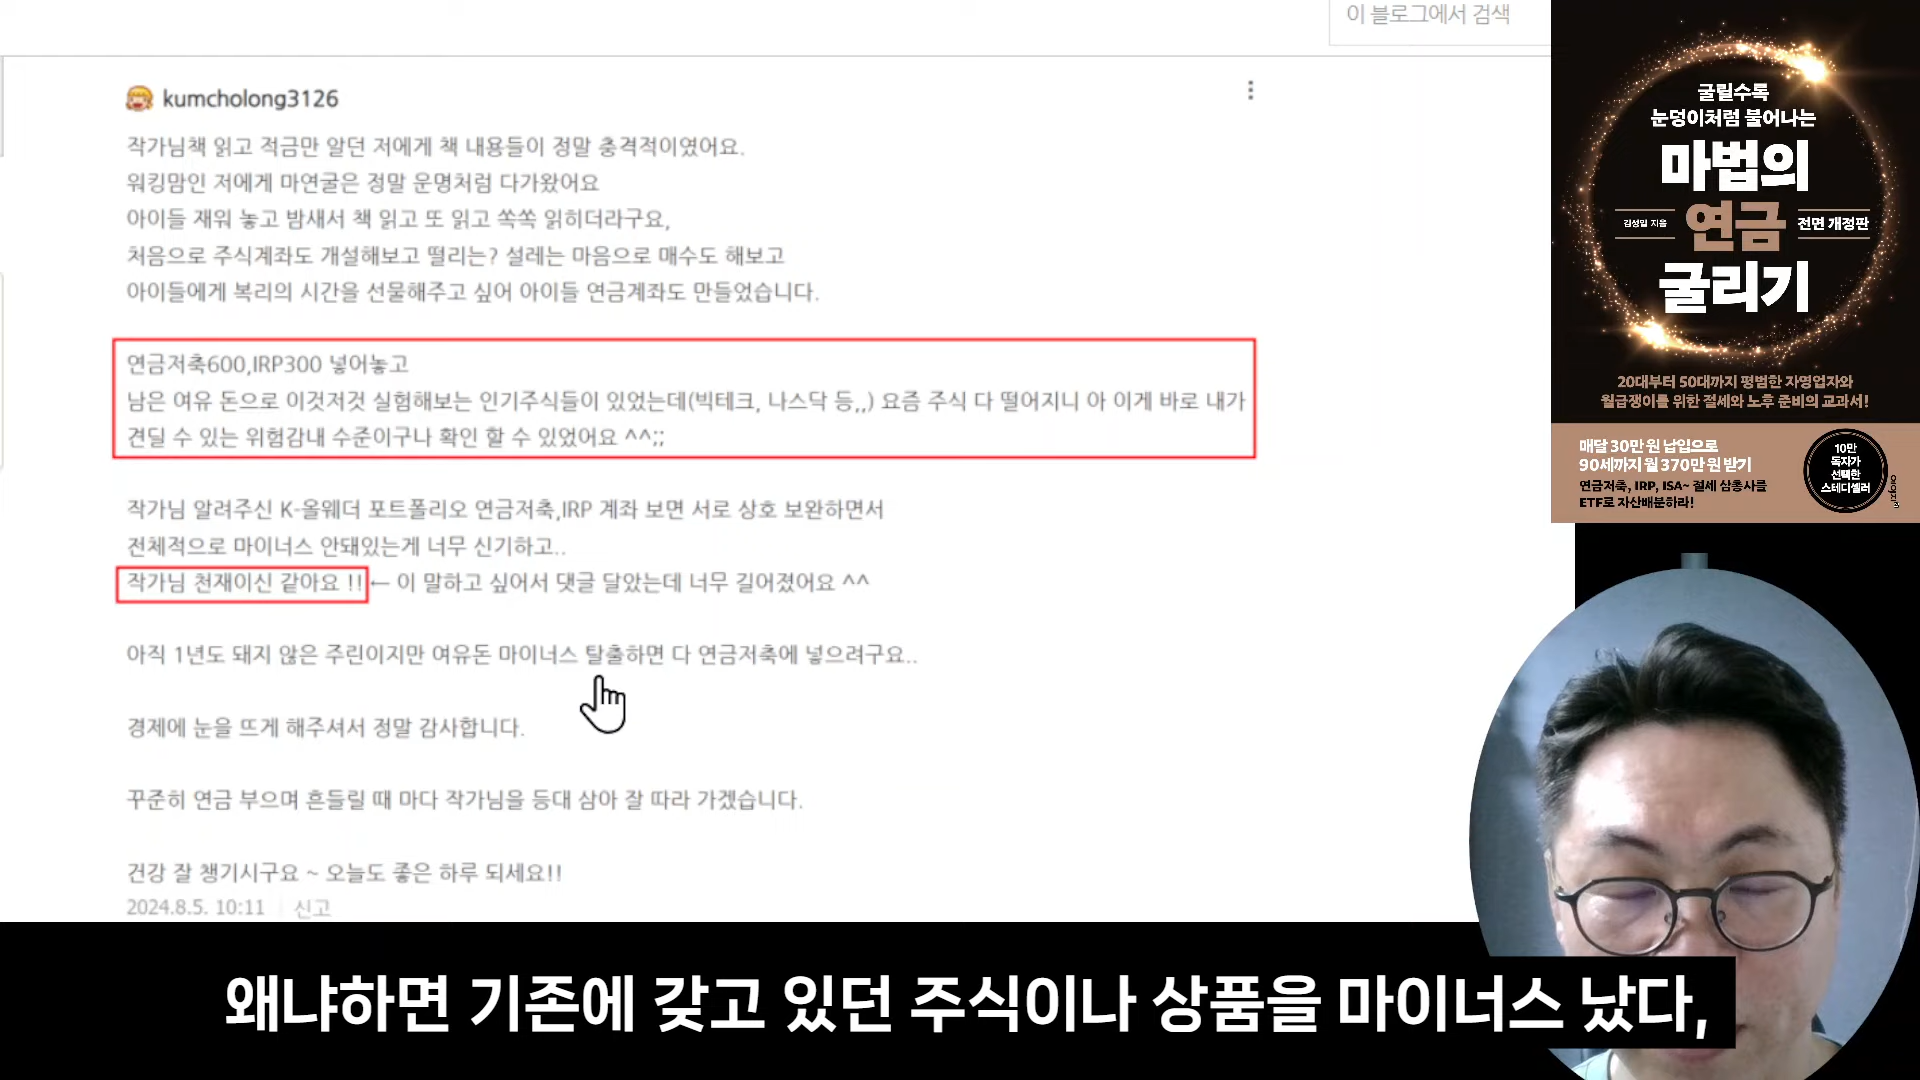 이 블로그에서 검색
kumcholong3126
작가님책 읽고 적금만 알던 저에게 책 내용들이 정말 충격적이였어요.
워킹맘인 저에게 마연굴은 정말 운명처럼 다가왔어요
아이들 재워 놓고 밤새서 책 읽고 또 읽고 쏙쏙 읽히더라구요,
처음으로 주식계좌도 개설해보고 떨리는? 설레는 마음으로 매수도 해보고
아이들에게 복리의 시간을 선물해주고 싶어 아이들 연금계좌도 만들었습니다.
연금저축600,IRP300 넣어놓고
남은 여유 돈으로 이것저것 실험해보는 인기주식들이 있었는데(빅테크, 나스닥 등,,) 요즘 주식 다 떨어지니 아 이게 바로 내가
견딜 수 있는 위험감내 수준이구나 확인 할 수 있었어요 ^^;;
작가님 알려주신 K-올웨더 포트폴리오 연금저축,IRP 계좌 보면 서로 상호 보완하면서
전체적으로 마이너스 안돼있는게 너무 신기하고..
작가님 천재이신 같아요 !! ← 이 말하고 싶어서 댓글 달았는데 너무 길어졌어요 ^^
아직 1년도 돼지 않은 주린이지만 여유돈 마이너스 탈출하면 다 연금저축에 넣으려구요..
경제에 눈을 뜨게 해주셔서 정말 감사합니다.
꾸준히 연금 부으며 흔들릴 때 마다 작가님을 등대 삼아 잘 따라 가겠습니다.
건강 잘 챙기시구요 ~ 오늘도 좋은 하루 되세요!!
2024.8.5. 10:11 신고
굴릴수록
눈덩이처럼 불어나는
마법의
김성일 지음 연금 전면 개정판
굴리기
20대부터 50대까지 평범한 자영업자와
월급쟁이를 위한 절세와 노후 준비의 교과서!
매달 30만 원 납입으로
90세까지 월 370만 원 받기
연금저축, IRP, ISA~ 절세 삼총사를
ETF로 자산배분하라!
10만
독자가
선택한
스테디셀러
왜냐하면 기존에 갖고 있던 주식이나 상품을 마이너스 났다,